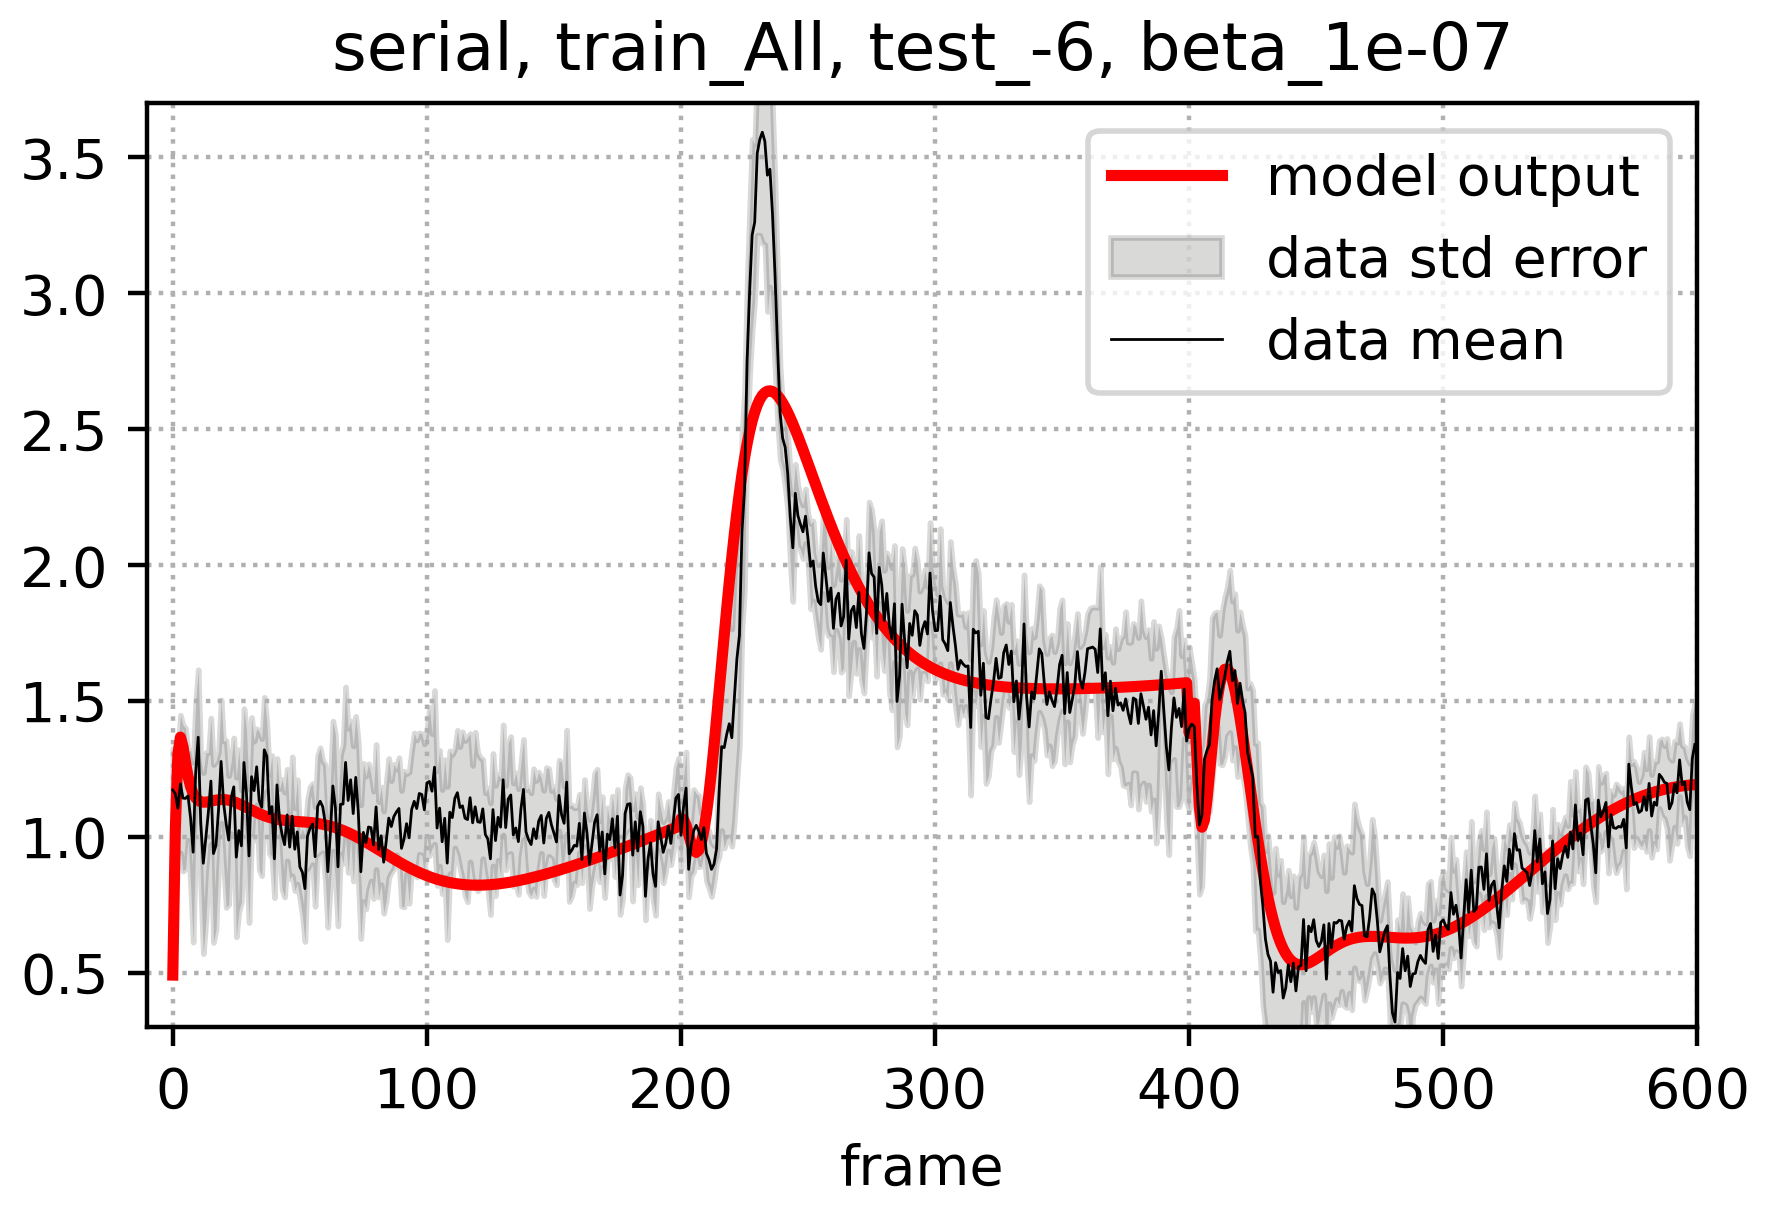 serial, train_All, test_-6, beta_1e-07
3.5
3.0
2.5
2.0
1.5
1.0
0.5
model output
data std error
data mean
0 100 200 300 400 500 600
frame